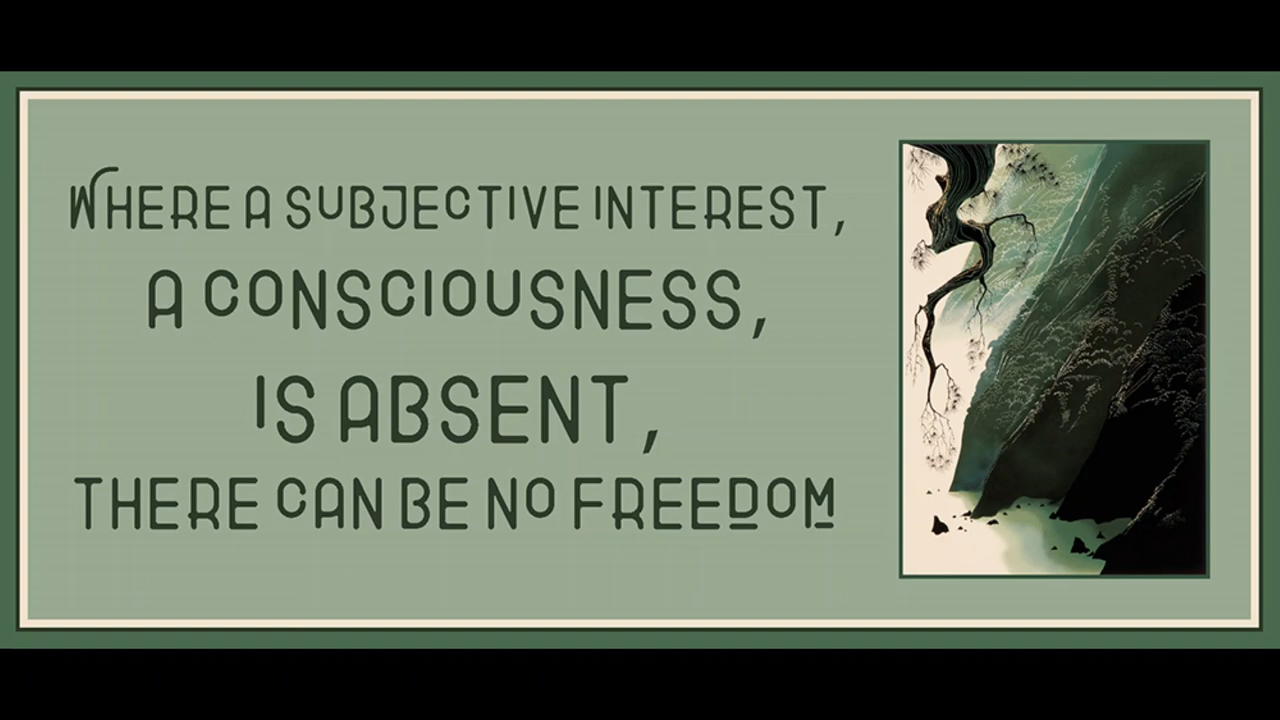 WHERE A SUBJECTIVE INTEREST,
A CONSCIOUSNESS,
IS ABSENT,
THERE CAN BE NO FREEDOM